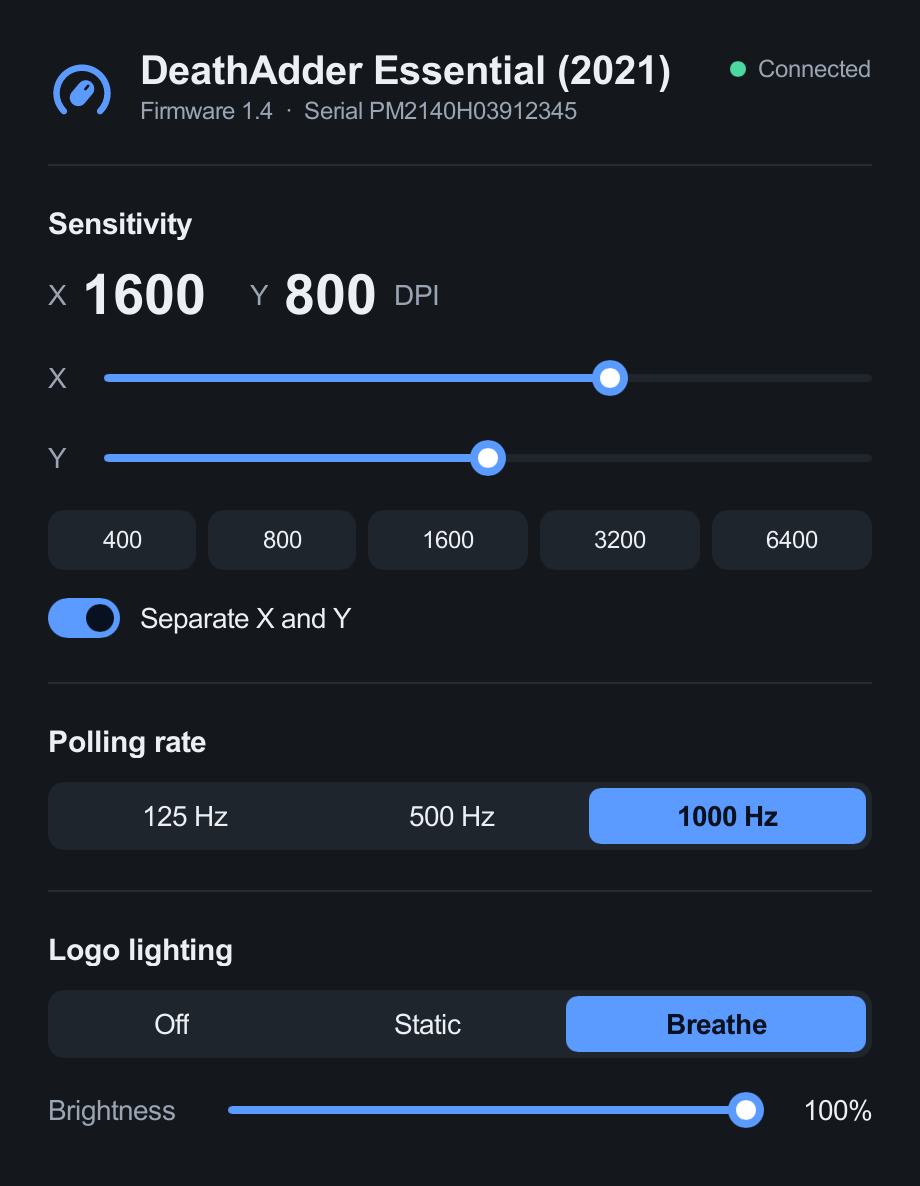 DeathAdder Essential (2021)
Connected
Firmware 1.4 · Serial PM2140H03912345
Sensitivity
X 1600 Y 800 DPI
X
Y
400 800 1600 3200 6400
Separate X and Y
Polling rate
125 Hz 500 Hz 1000 Hz
Logo lighting
Off Static Breathe
Brightness 100%